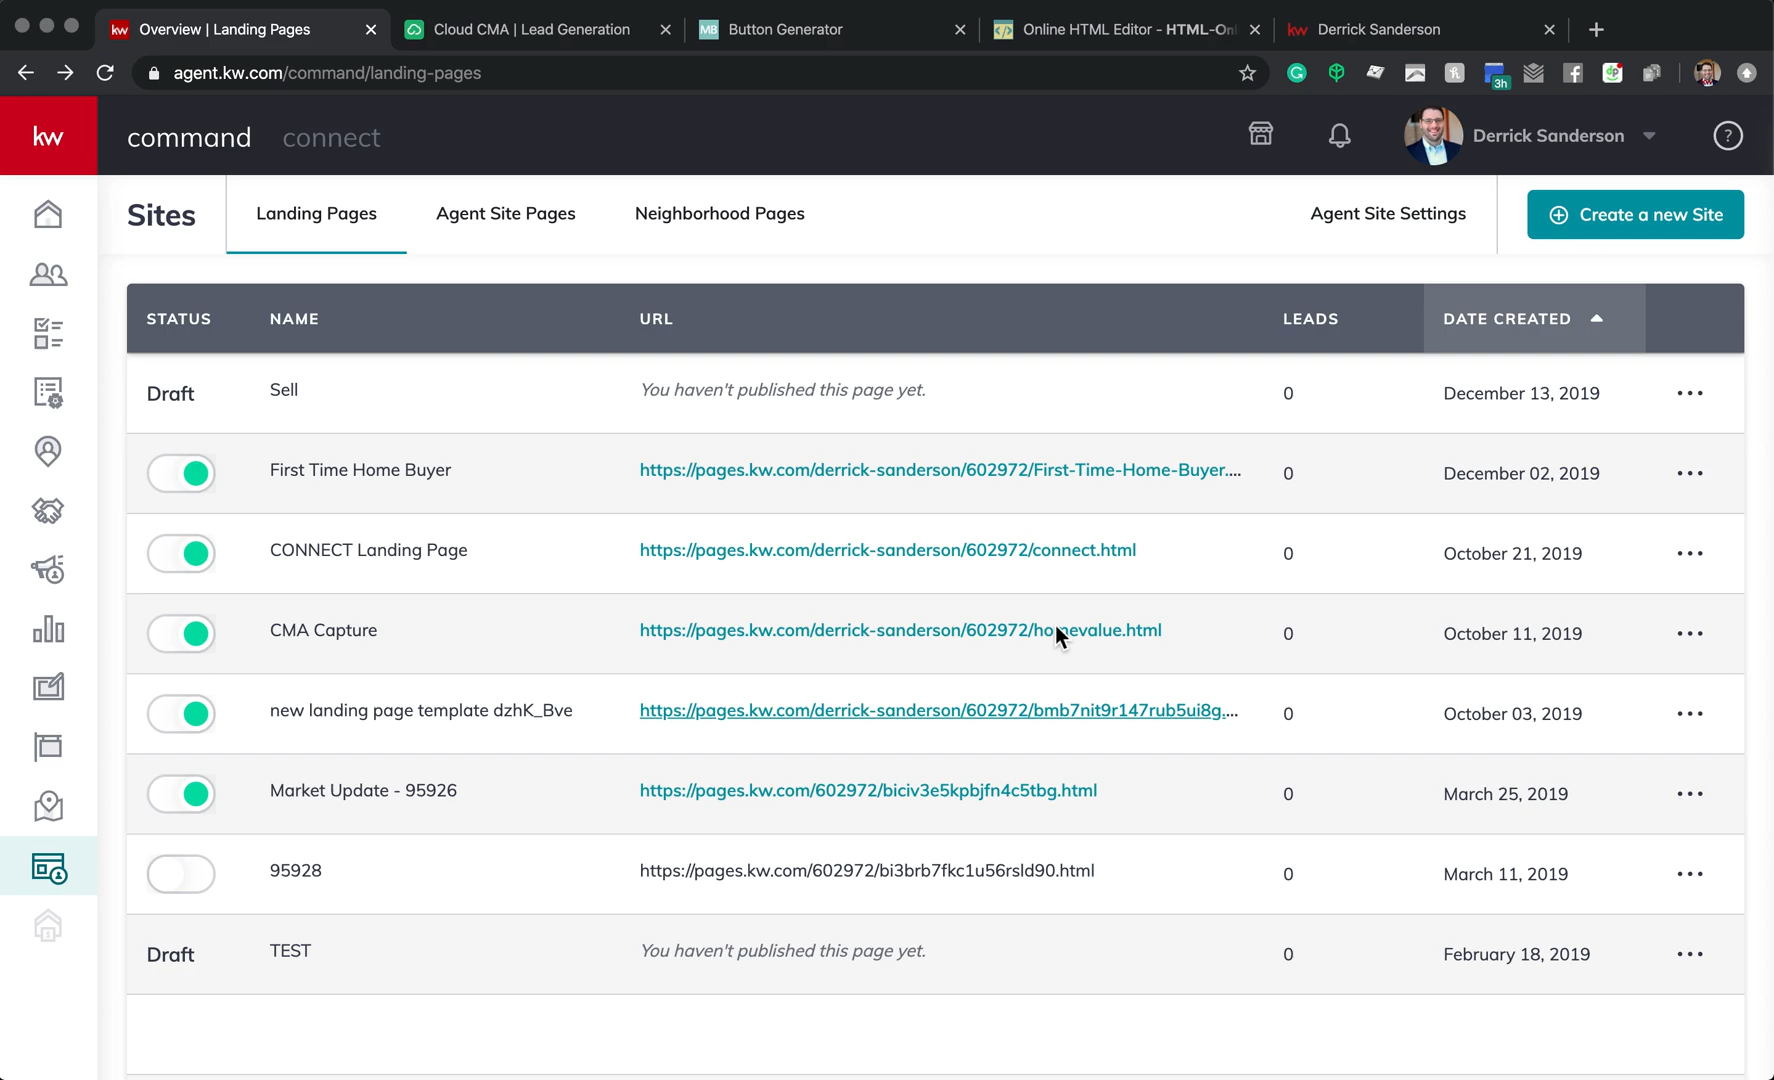 kw Overview | Landing Pages
Cloud CMA | Lead Generation
MB Button Generator
Online HTML Editor - HTML-Onl
kw Derrick Sanderson
agent.kw.com/command/landing-pages
3h
kw
command connect
Derrick Sanderson
?
Sites
Landing Pages
Agent Site Pages
Neighborhood Pages
Agent Site Settings
Create a new Site
STATUS NAME URL LEADS DATE CREATED
Draft Sell You haven't published this page yet. 0 December 13, 2019
First Time Home Buyer https://pages.kw.com/derrick-sanderson/602972/First-Time-Home-Buyer.... 0 December 02, 2019
CONNECT Landing Page https://pages.kw.com/derrick-sanderson/602972/connect.html 0 October 21, 2019
CMA Capture https://pages.kw.com/derrick-sanderson/602972/homevalue.html 0 October 11, 2019
new landing page template dzhK_Bve https://pages.kw.com/derrick-sanderson/602972/bmb7nit9r147rub5ui8g.... 0 October 03, 2019
Market Update - 95926 https://pages.kw.com/602972/biciv3e5kpbjfn4c5tbg.html 0 March 25, 2019
95928 https://pages.kw.com/602972/bi3brb7fkc1u56rsld90.html 0 March 11, 2019
Draft TEST You haven't published this page yet. 0 February 18, 2019